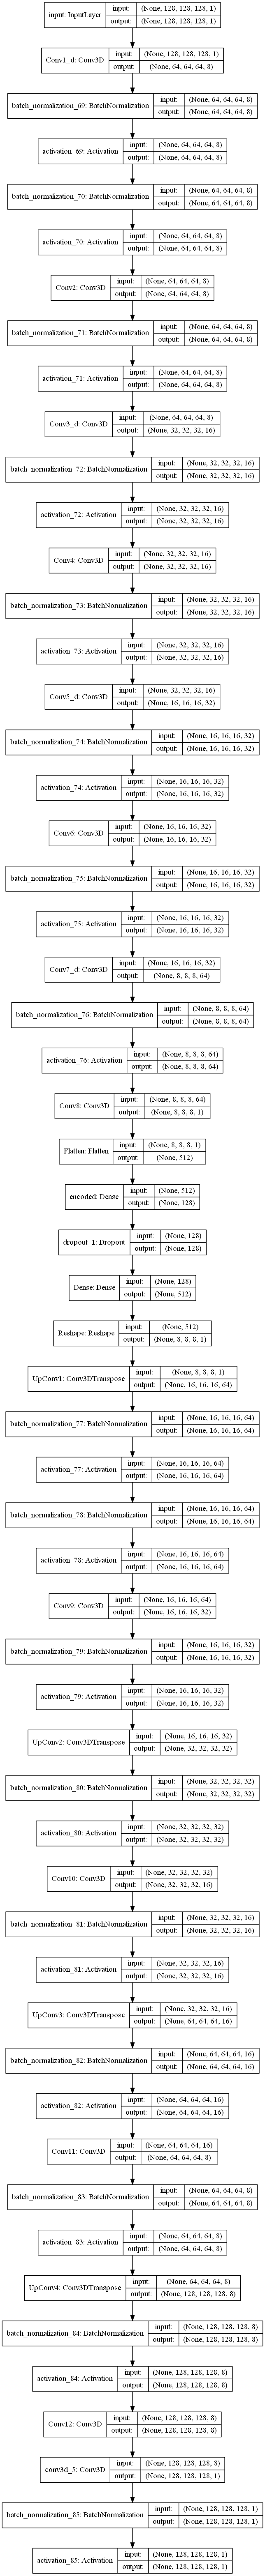 input: InputLayer
input: (None, 128, 128, 128, 1)
output: (None, 128, 128, 128, 1)
Conv1_d: Conv3D
input: (None, 128, 128, 128, 1)
output: (None, 64, 64, 64, 8)
batch_normalization_69: BatchNormalization
input: (None, 64, 64, 64, 8)
output: (None, 64, 64, 64, 8)
activation_69: Activation
input: (None, 64, 64, 64, 8)
output: (None, 64, 64, 64, 8)
batch_normalization_70: BatchNormalization
input: (None, 64, 64, 64, 8)
output: (None, 64, 64, 64, 8)
activation_70: Activation
input: (None, 64, 64, 64, 8)
output: (None, 64, 64, 64, 8)
Conv2: Conv3D
input: (None, 64, 64, 64, 8)
output: (None, 64, 64, 64, 8)
batch_normalization_71: BatchNormalization
input: (None, 64, 64, 64, 8)
output: (None, 64, 64, 64, 8)
activation_71: Activation
input: (None, 64, 64, 64, 8)
output: (None, 64, 64, 64, 8)
Conv3_d: Conv3D
input: (None, 64, 64, 64, 8)
output: (None, 32, 32, 32, 16)
batch_normalization_72: BatchNormalization
input: (None, 32, 32, 32, 16)
output: (None, 32, 32, 32, 16)
activation_72: Activation
input: (None, 32, 32, 32, 16)
output: (None, 32, 32, 32, 16)
Conv4: Conv3D
input: (None, 32, 32, 32, 16)
output: (None, 32, 32, 32, 16)
batch_normalization_73: BatchNormalization
input: (None, 32, 32, 32, 16)
output: (None, 32, 32, 32, 16)
activation_73: Activation
input: (None, 32, 32, 32, 16)
output: (None, 32, 32, 32, 16)
Conv5_d: Conv3D
input: (None, 32, 32, 32, 16)
output: (None, 16, 16, 16, 32)
batch_normalization_74: BatchNormalization
input: (None, 16, 16, 16, 32)
output: (None, 16, 16, 16, 32)
activation_74: Activation
input: (None, 16, 16, 16, 32)
output: (None, 16, 16, 16, 32)
Conv6: Conv3D
input: (None, 16, 16, 16, 32)
output: (None, 16, 16, 16, 32)
batch_normalization_75: BatchNormalization
input: (None, 16, 16, 16, 32)
output: (None, 16, 16, 16, 32)
activation_75: Activation
input: (None, 16, 16, 16, 32)
output: (None, 16, 16, 16, 32)
Conv7_d: Conv3D
input: (None, 16, 16, 16, 32)
output: (None, 8, 8, 8, 64)
batch_normalization_76: BatchNormalization
input: (None, 8, 8, 8, 64)
output: (None, 8, 8, 8, 64)
activation_76: Activation
input: (None, 8, 8, 8, 64)
output: (None, 8, 8, 8, 64)
Conv8: Conv3D
input: (None, 8, 8, 8, 64)
output: (None, 8, 8, 8, 1)
Flatten: Flatten
input: (None, 8, 8, 8, 1)
output: (None, 512)
encoded: Dense
input: (None, 512)
output: (None, 128)
dropout_1: Dropout
input: (None, 128)
output: (None, 128)
Dense: Dense
input: (None, 128)
output: (None, 512)
Reshape: Reshape
input: (None, 512)
output: (None, 8, 8, 8, 1)
UpConv1: Conv3DTranspose
input: (None, 8, 8, 8, 1)
output: (None, 16, 16, 16, 64)
batch_normalization_77: BatchNormalization
input: (None, 16, 16, 16, 64)
output: (None, 16, 16, 16, 64)
activation_77: Activation
input: (None, 16, 16, 16, 64)
output: (None, 16, 16, 16, 64)
batch_normalization_78: BatchNormalization
input: (None, 16, 16, 16, 64)
output: (None, 16, 16, 16, 64)
activation_78: Activation
input: (None, 16, 16, 16, 64)
output: (None, 16, 16, 16, 64)
Conv9: Conv3D
input: (None, 16, 16, 16, 64)
output: (None, 16, 16, 16, 32)
batch_normalization_79: BatchNormalization
input: (None, 16, 16, 16, 32)
output: (None, 16, 16, 16, 32)
activation_79: Activation
input: (None, 16, 16, 16, 32)
output: (None, 16, 16, 16, 32)
UpConv2: Conv3DTranspose
input: (None, 16, 16, 16, 32)
output: (None, 32, 32, 32, 32)
batch_normalization_80: BatchNormalization
input: (None, 32, 32, 32, 32)
output: (None, 32, 32, 32, 32)
activation_80: Activation
input: (None, 32, 32, 32, 32)
output: (None, 32, 32, 32, 32)
Conv10: Conv3D
input: (None, 32, 32, 32, 32)
output: (None, 32, 32, 32, 16)
batch_normalization_81: BatchNormalization
input: (None, 32, 32, 32, 16)
output: (None, 32, 32, 32, 16)
activation_81: Activation
input: (None, 32, 32, 32, 16)
output: (None, 32, 32, 32, 16)
UpConv3: Conv3DTranspose
input: (None, 32, 32, 32, 16)
output: (None, 64, 64, 64, 16)
batch_normalization_82: BatchNormalization
input: (None, 64, 64, 64, 16)
output: (None, 64, 64, 64, 16)
activation_82: Activation
input: (None, 64, 64, 64, 16)
output: (None, 64, 64, 64, 16)
Conv11: Conv3D
input: (None, 64, 64, 64, 16)
output: (None, 64, 64, 64, 8)
batch_normalization_83: BatchNormalization
input: (None, 64, 64, 64, 8)
output: (None, 64, 64, 64, 8)
activation_83: Activation
input: (None, 64, 64, 64, 8)
output: (None, 64, 64, 64, 8)
UpConv4: Conv3DTranspose
input: (None, 64, 64, 64, 8)
output: (None, 128, 128, 128, 8)
batch_normalization_84: BatchNormalization
input: (None, 128, 128, 128, 8)
output: (None, 128, 128, 128, 8)
activation_84: Activation
input: (None, 128, 128, 128, 8)
output: (None, 128, 128, 128, 8)
Conv12: Conv3D
input: (None, 128, 128, 128, 8)
output: (None, 128, 128, 128, 8)
conv3d_5: Conv3D
input: (None, 128, 128, 128, 8)
output: (None, 128, 128, 128, 1)
batch_normalization_85: BatchNormalization
input: (None, 128, 128, 128, 1)
output: (None, 128, 128, 128, 1)
activation_85: Activation
input: (None, 128, 128, 128, 1)
output: (None, 128, 128, 128, 1)